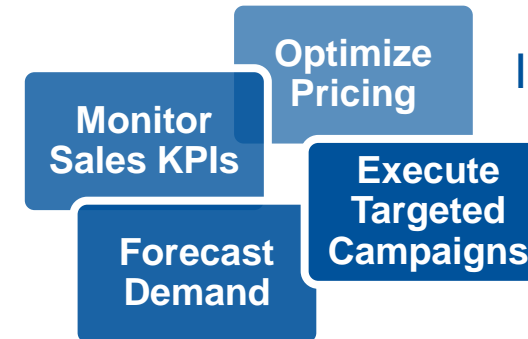 Optimize
Pricing
Monitor
Sales KPIs
Execute
Targeted
Campaigns
Forecast
Demand